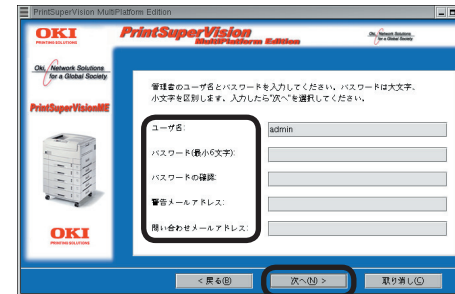 PrintSuperVision MultiPlatform Edition
OKI
PRINTING SOLUTIONS
PrintSuperVision
MultiPlatform Edition
Oki, Network Solutions
for a Global Society
Oki, Network Solutions
for a Global Society
PrintSuperVisionME
OKI
PRINTING SOLUTIONS
管理者のユーザ名とパスワードを入力してください。パスワードは大文字、
小文字を区別します。入力したら"次へ"を選択してください。
ユーザ名: admin
パスワード(最小6文字):
パスワードの確認:
警告メールアドレス:
問い合わせメールアドレス:
< 戻る(B) 次へ(N) > 取り消し(C)